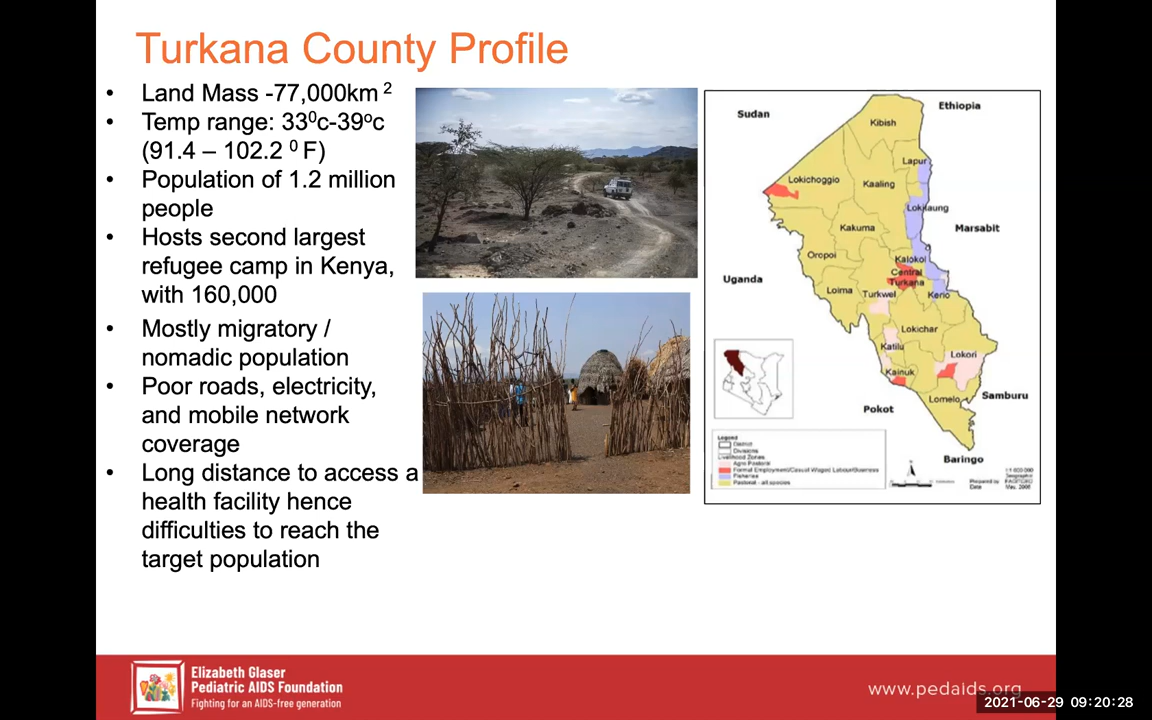 Turkana County Profile
• Land Mass -77,000km 2
• Temp range: 33⁰c-39ºc
(91.4 – 102.2 ⁰ F)
• Population of 1.2 million
people
• Hosts second largest
refugee camp in Kenya,
with 160,000
• Mostly migratory /
nomadic population
• Poor roads, electricity,
and mobile network
coverage
• Long distance to access a
health facility hence
difficulties to reach the
target population
Sudan
Ethiopia
Kibish
Lapur
Lokichoggio
Kaaling
Kakuma
Marsabit
Oropoi
Kalokol
Central
Turkana
Uganda
Loima
Turkwel
Kerio
Lokichar
Katilu
Lokori
Kainuk
Lomelo
Samburu
Pokot
Baringo
Legend
District
Divisions
Livelihood Zones
Agro Pastoral
Formal Employment/Casual Waged Labour/Business
Fisheries
Pastoral - all species
N
Elizabeth Glaser
Pediatric AIDS Foundation
Fighting for an AIDS-free generation
www.pedaids.org
2021-06-29 09:20:28